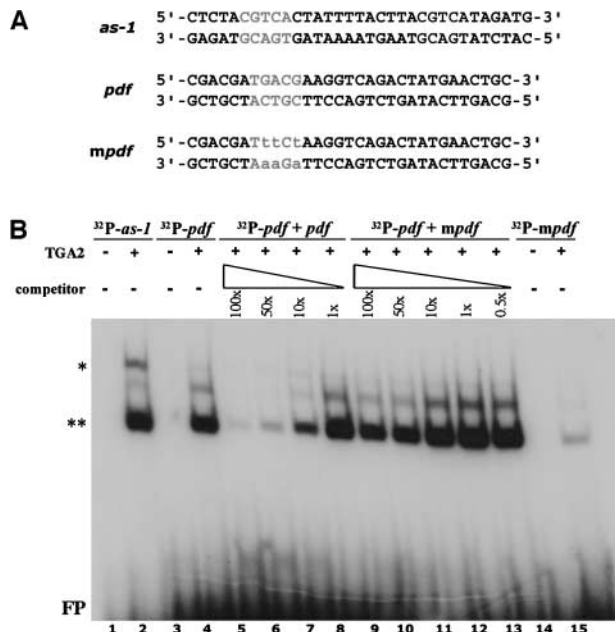 A
as-1
5'-CTCTACGTCACTATTTTACTTACGTCATAGATG-3'
3'-GAGATGCAGTGATAAAATGAATGCAGTATCTAC-5'
pdf
5'-CGACGATGACGAAGGTCAGACTATGAACTGC-3'
3'-GCTGCTACTGCTTCCAGTCTGATACTTGACG-5'
mpdf
5'-CGACGATttCtAAGGTCAGACTATGAACTGC-3'
3'-GCTGCTAaaGaTTCCAGTCTGATACTTGACG-5'
B
32P-as-1 32P-pdf 32P-pdf + pdf 32P-pdf + mpdf 32P-mpdf
TGA2 - + - + + + + + + + + + + - +
competitor - - - - 100x 50x 10x 1x 100x 50x 10x 1x 0.5x - -
*
**
FP
1 2 3 4 5 6 7 8 9 10 11 12 13 14 15